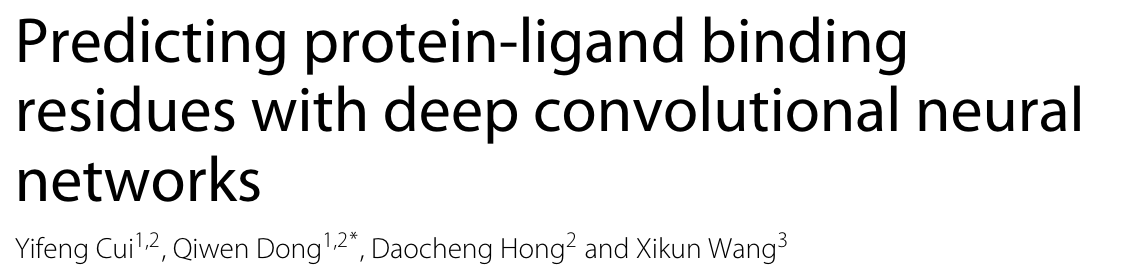 Predicting protein-ligand binding
residues with deep convolutional neural
networks
Yifeng Cui1,2, Qiwen Dong1,2*, Daocheng Hong2 and Xikun Wang3